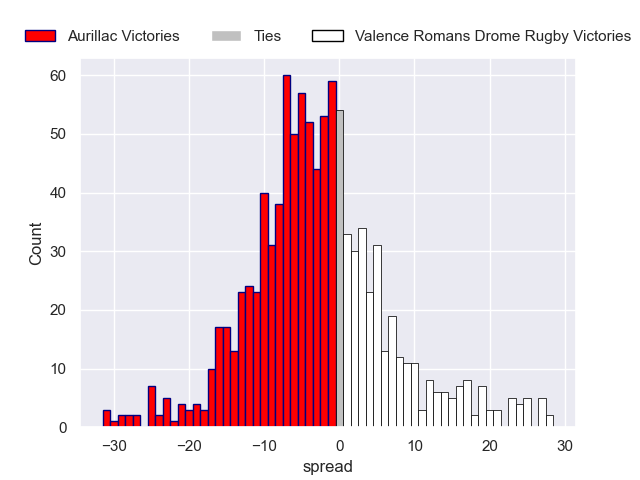 Aurillac Victories Ties Valence Romans Drome Rugby Victories
60
50
40
30
20
10
0
Count
−30 −20 −10 0 10 20 30
spread